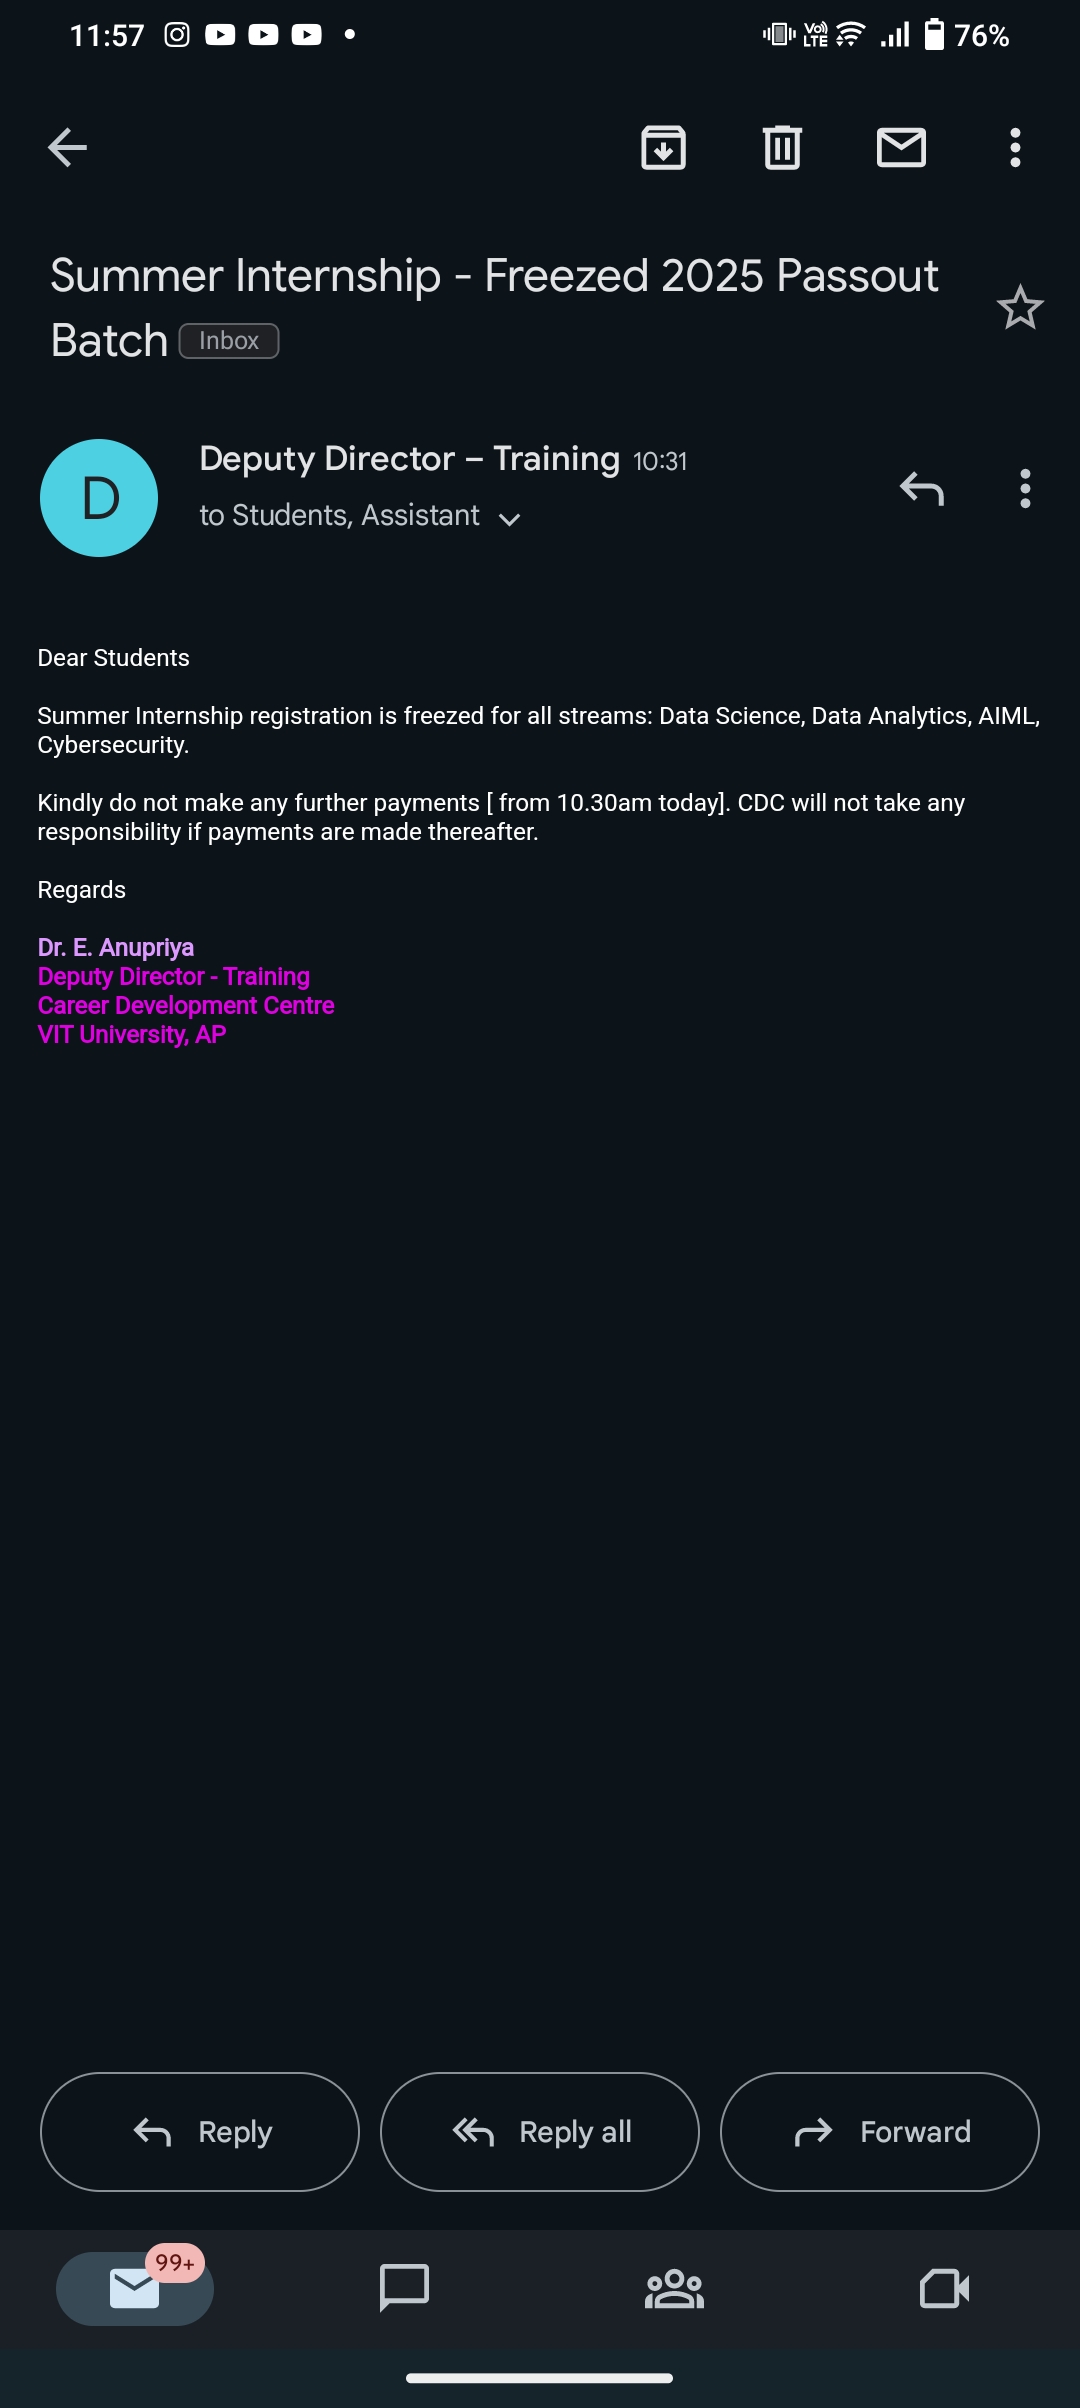 11:57
Vo)) LTE
76%
Summer Internship - Freezed 2025 Passout
Batch Inbox
D
Deputy Director – Training 10:31
to Students, Assistant
Dear Students
Summer Internship registration is freezed for all streams: Data Science, Data Analytics, AIML,
Cybersecurity.
Kindly do not make any further payments [ from 10.30am today]. CDC will not take any
responsibility if payments are made thereafter.
Regards
Dr. E. Anupriya
Deputy Director - Training
Career Development Centre
VIT University, AP
Reply
Reply all
Forward
99+